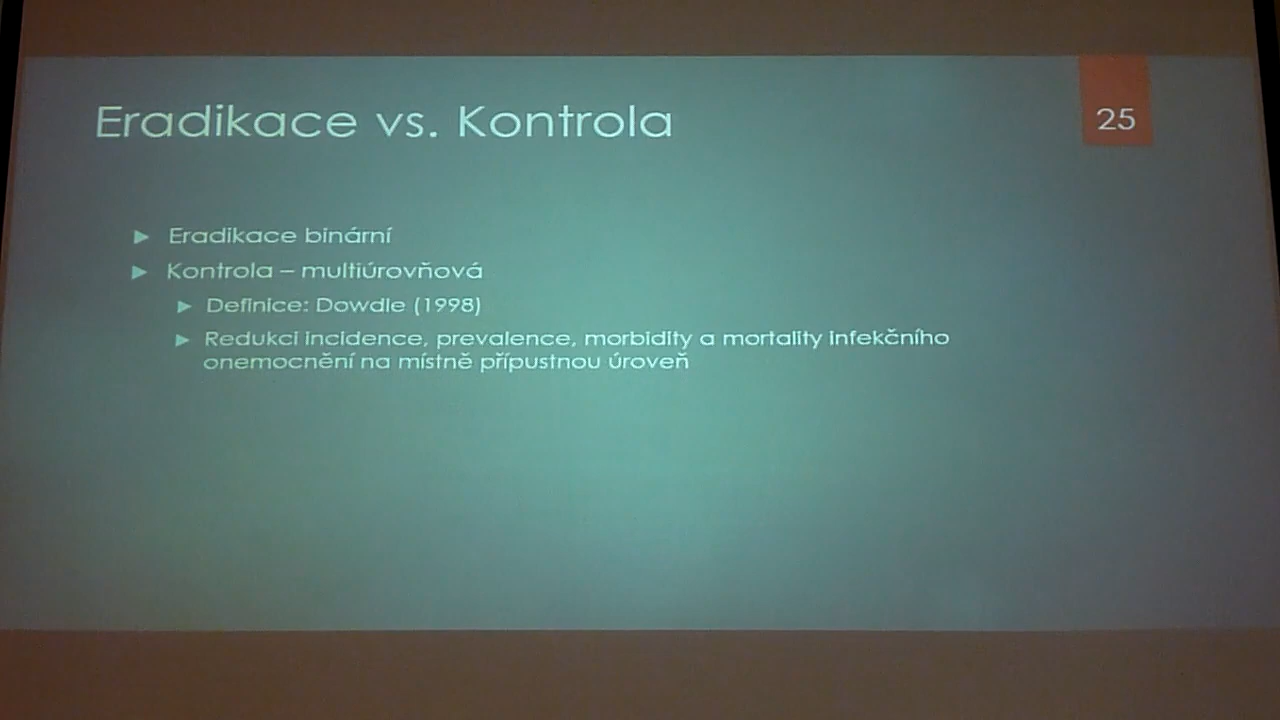 Eradikace vs. Kontrola
25
Eradikace binární
Kontrola – multiúrovňová
Definice: Dowdle (1998)
Redukci incidence, prevalence, morbidity a mortality infekčního
onemocnění na místně přípustnou úroveň